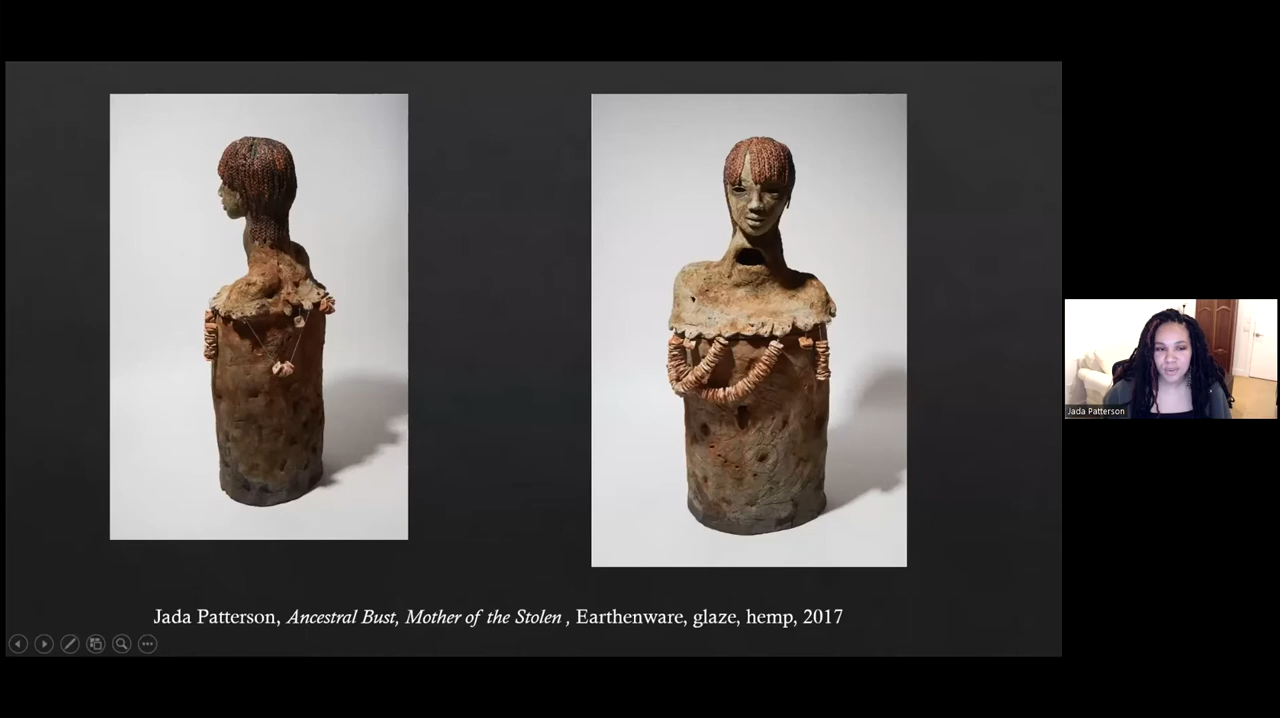 Jada Patterson, Ancestral Bust, Mother of the Stolen , Earthenware, glaze, hemp, 2017
Jada Patterson